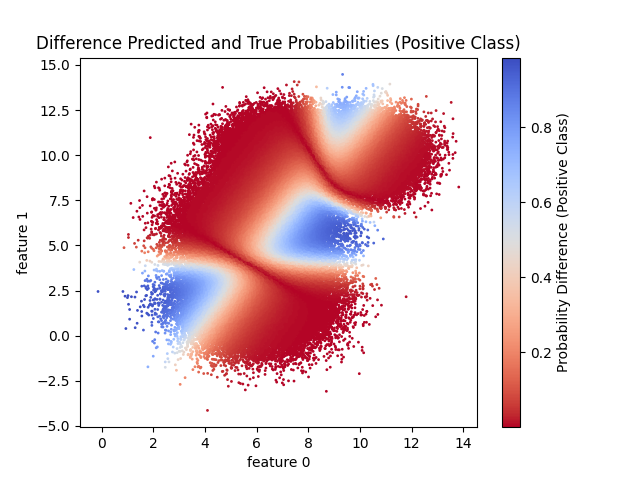 Difference Predicted and True Probabilities (Positive Class)
15.0
12.5
10.0
7.5
5.0
2.5
0.0
−2.5
−5.0
feature 1
0 2 4 6 8 10 12 14
feature 0
0.8
0.6
0.4
0.2
Probability Difference (Positive Class)